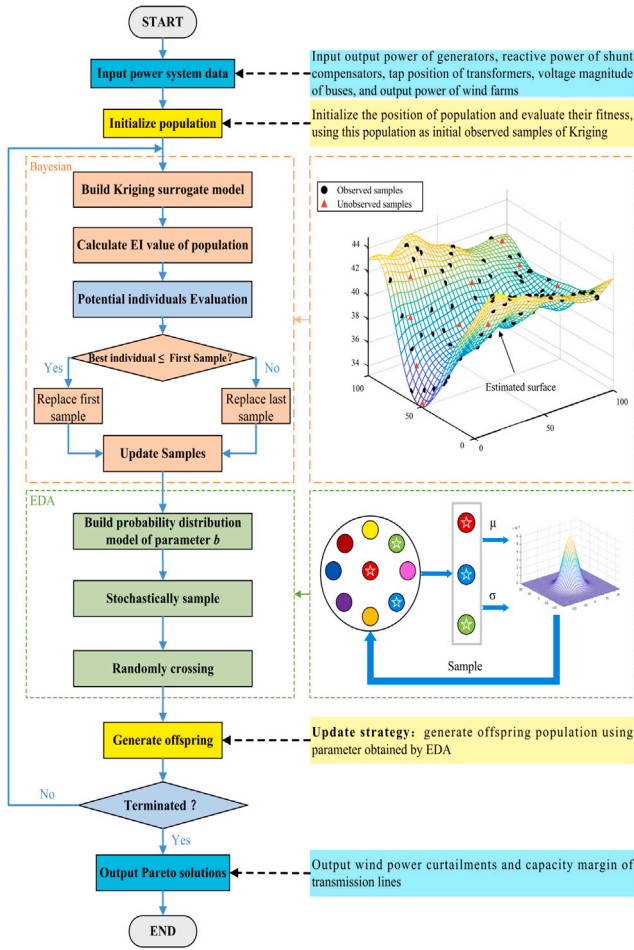 START
Input power system data
Input output power of generators, reactive power of shunt
compensators, tap position of transformers, voltage magnitude
of buses, and output power of wind farms
Initialize population
Initialize the position of population and evaluate their fitness,
using this population as initial observed samples of Kriging
Bayesian
Build Kriging surrogate model
Calculate EI value of population
Potential individuals Evaluation
Best individual ≤ First Sample?
Yes
No
Replace first
sample
Replace last
sample
Update Samples
Observed samples
Unobserved samples
44
42
40
38
36
34
100
50
0
0
50
100
Estimated surface
EDA
Build probability distribution
model of parameter b
Stochastically sample
Randomly crossing
μ
σ
Sample
Generate offspring
Update strategy: generate offspring population using
parameter obtained by EDA
Terminated ?
No
Yes
Output Pareto solutions
Output wind power curtailments and capacity margin of
transmission lines
END